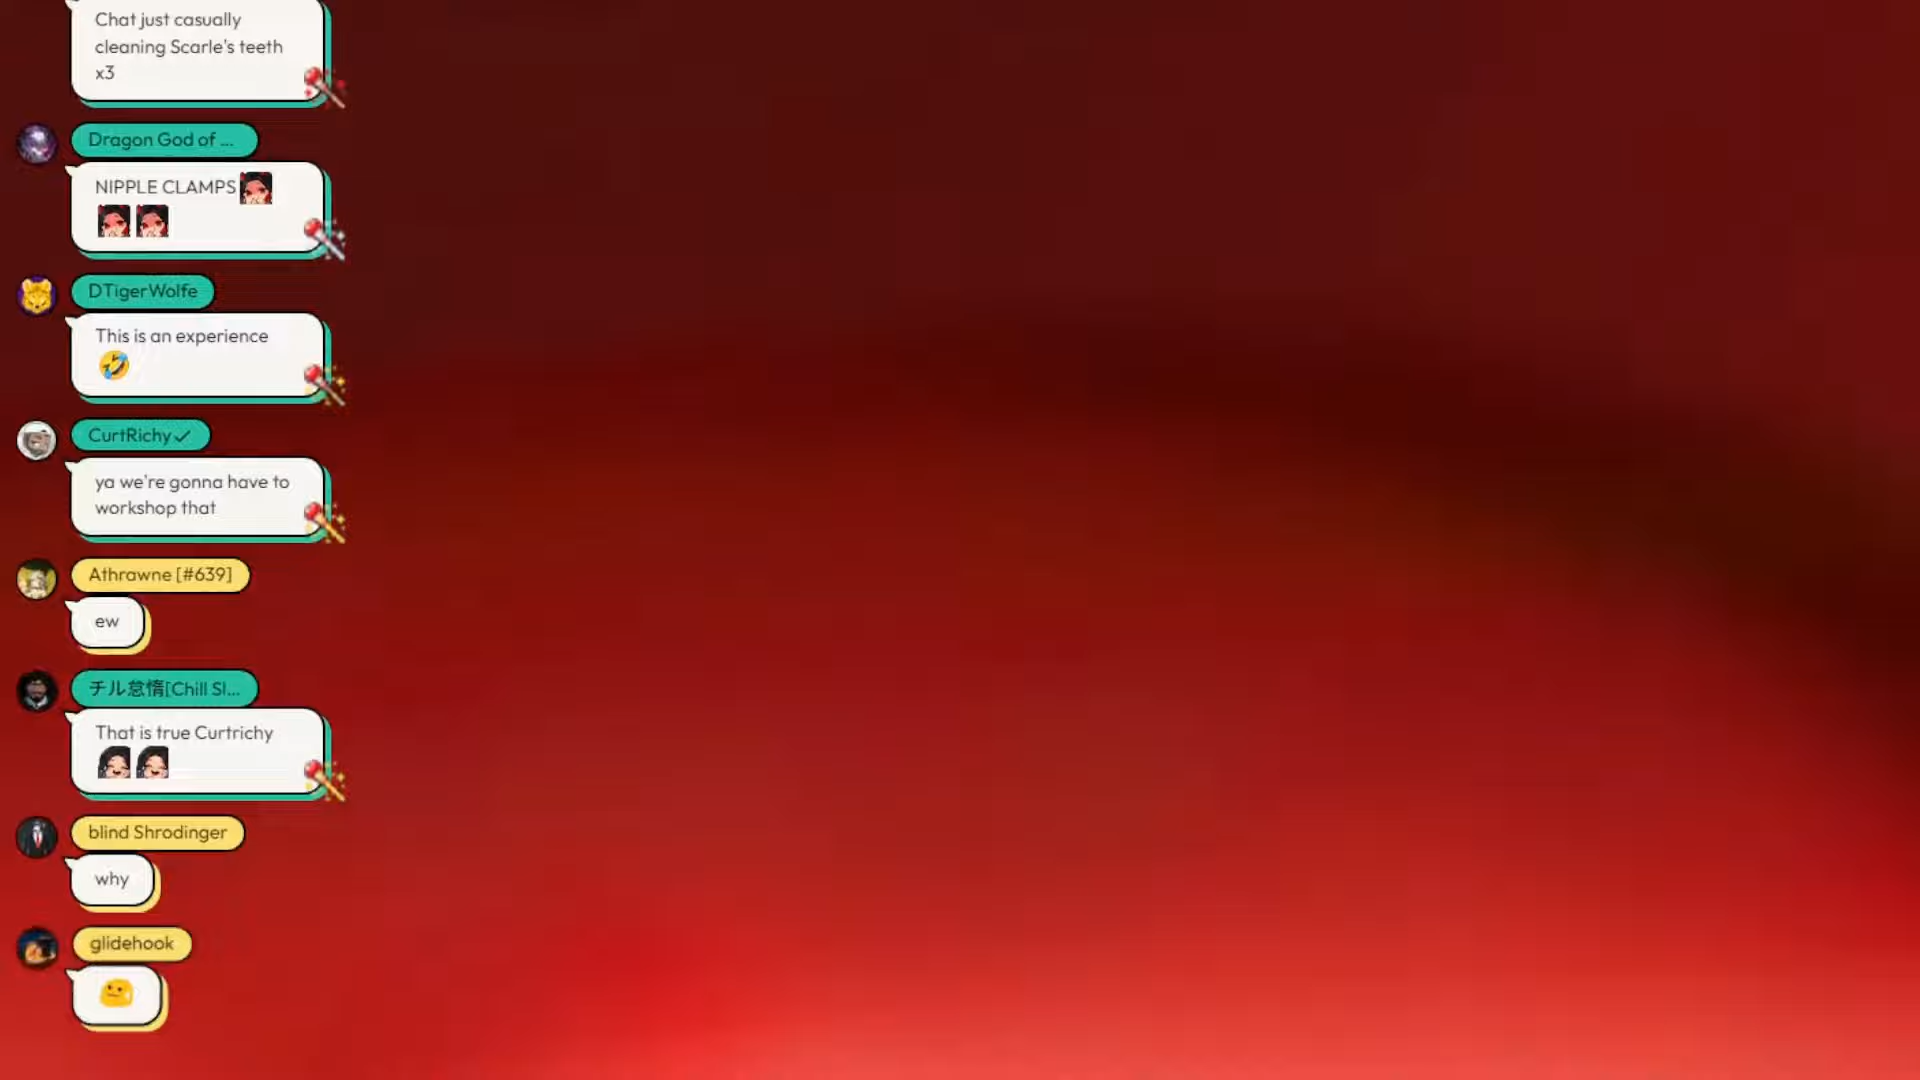 Chat just casually
cleaning Scarle's teeth
x3
Dragon God of ...
NIPPLE CLAMPS
DTigerWolfe
This is an experience
CurtRichy✓
ya we're gonna have to
workshop that
Athrawne [#639]
ew
チル怠惰[Chill Sl...
That is true Curtrichy
blind Shrodinger
why
glidehook